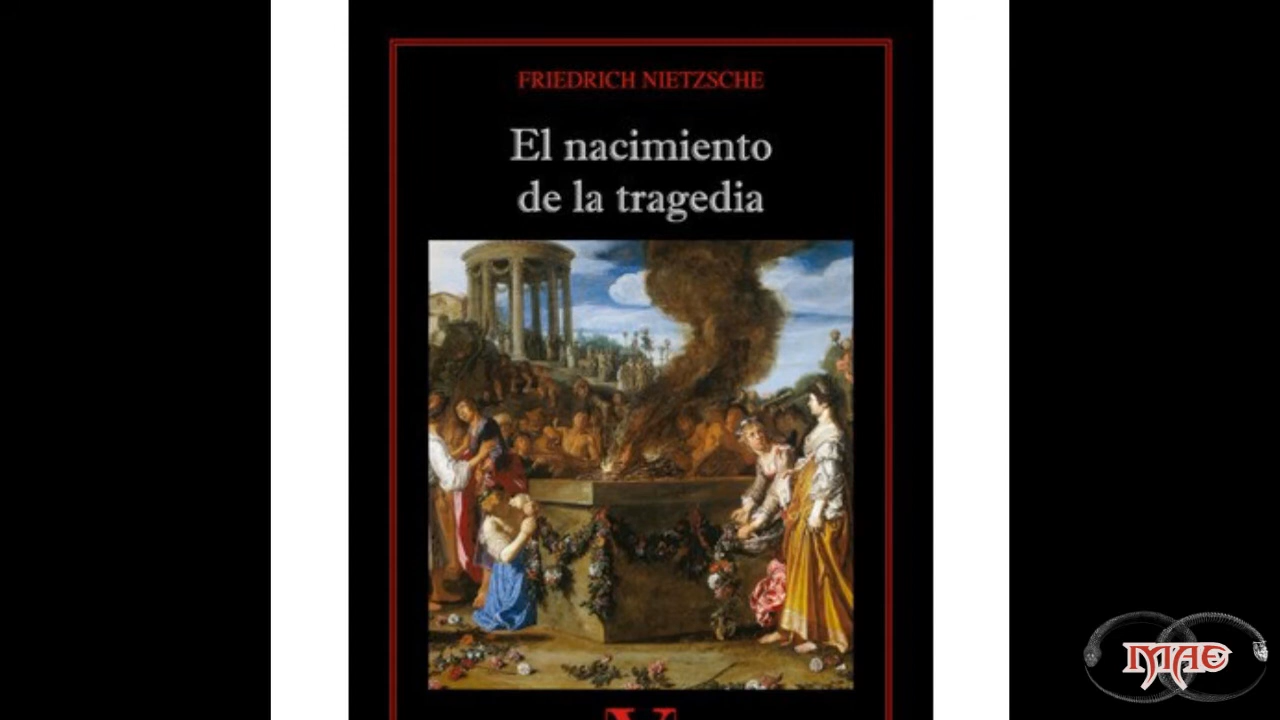 FRIEDRICH NIETZSCHE
El nacimiento
de la tragedia
V
MAE